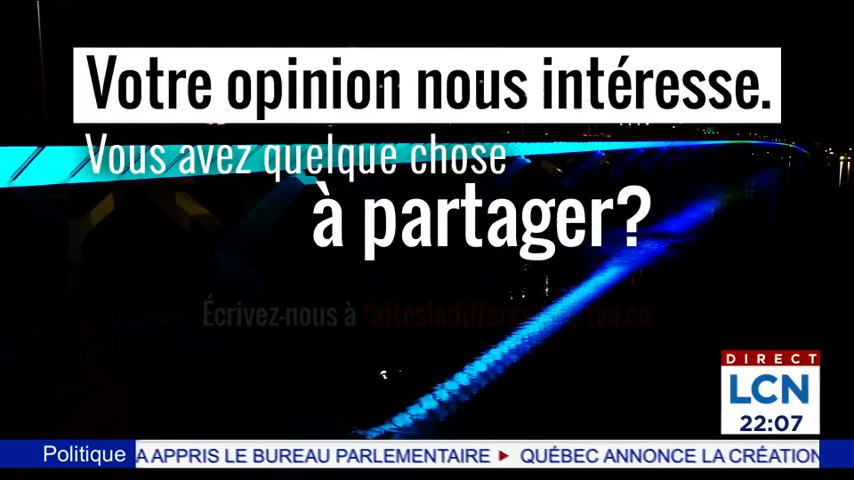 Votre opinion nous intéresse.
Vous avez quelque chose
à partager?
Écrivez-nous à
DIRECT
LCN
22:07
Politique A APPRIS LE BUREAU PARLEMENTAIRE ► QUÉBEC ANNONCE LA CRÉATION